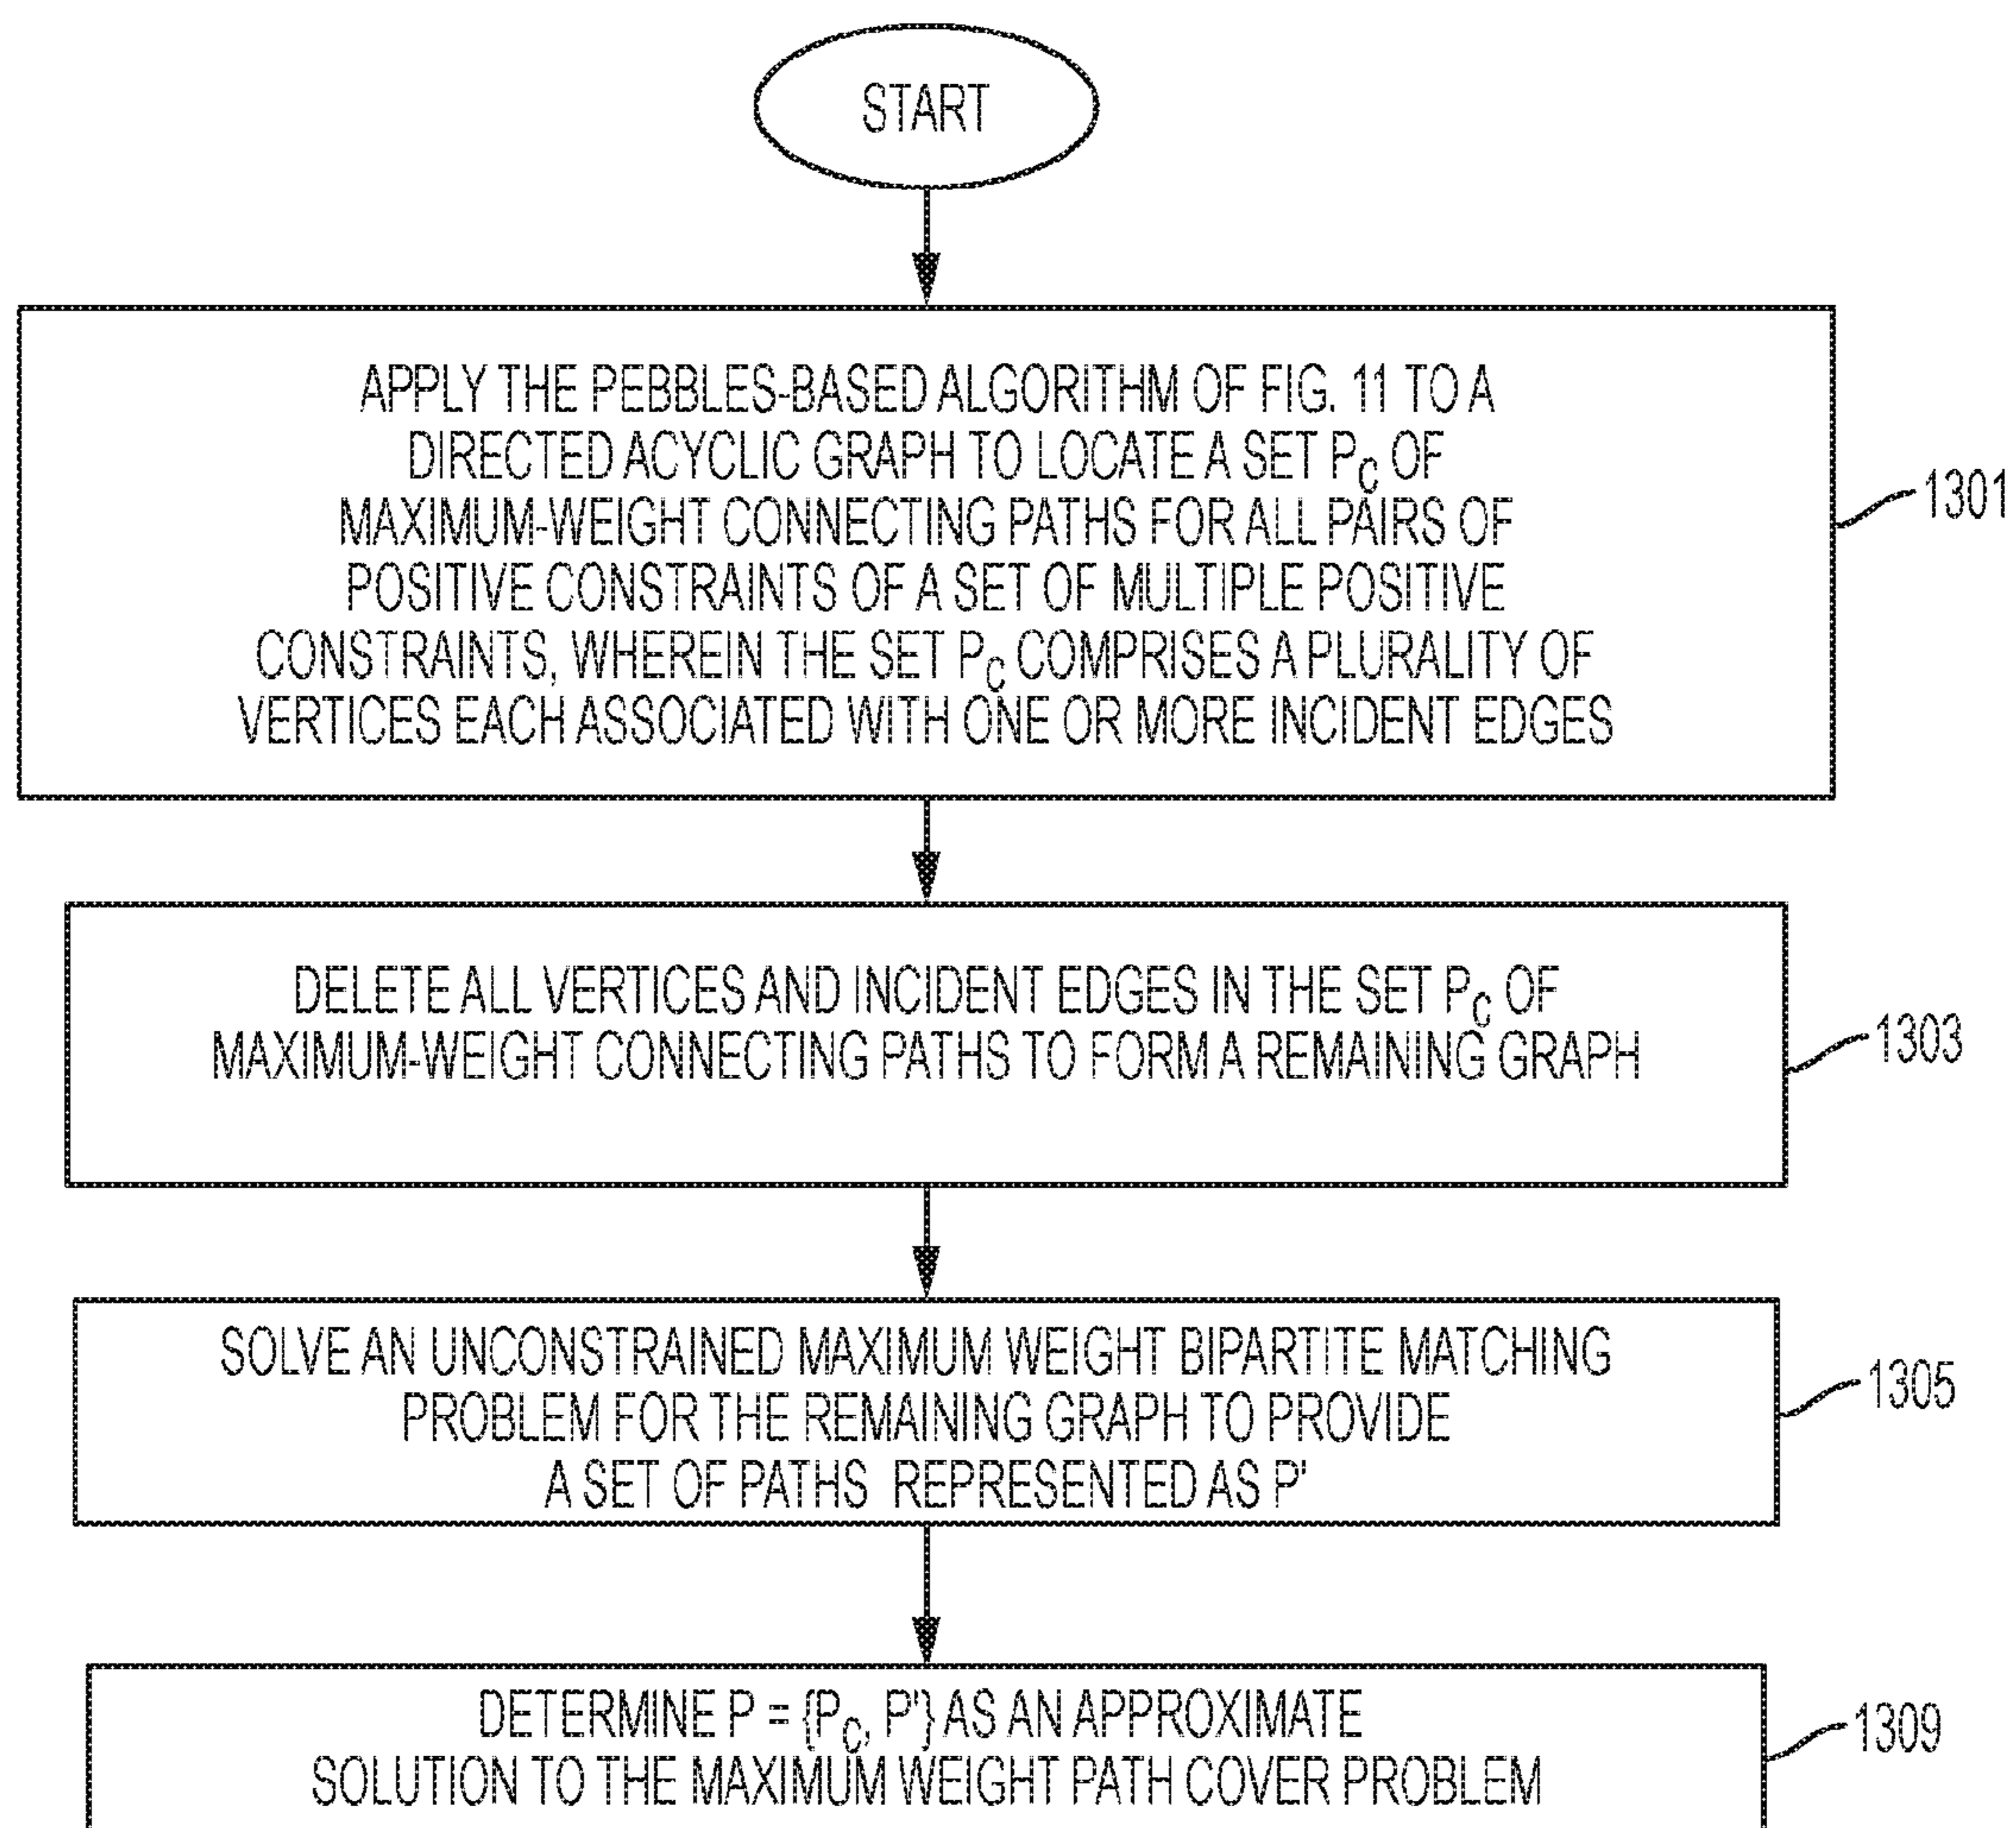 START
APPLY THE PEBBLES-BASED ALGORITHM OF FIG. 11 TO A
DIRECTED ACYCLIC GRAPH TO LOCATE A SET PC OF
MAXIMUM-WEIGHT CONNECTING PATHS FOR ALL PAIRS OF
POSITIVE CONSTRAINTS OF A SET OF MULTIPLE POSITIVE
CONSTRAINTS, WHEREIN THE SET PC COMPRISES A PLURALITY OF
VERTICES EACH ASSOCIATED WITH ONE OR MORE INCIDENT EDGES
1301
DELETE ALL VERTICES AND INCIDENT EDGES IN THE SET PC OF
MAXIMUM-WEIGHT CONNECTING PATHS TO FORM A REMAINING GRAPH
1303
SOLVE AN UNCONSTRAINED MAXIMUM WEIGHT BIPARTITE MATCHING
PROBLEM FOR THE REMAINING GRAPH TO PROVIDE
A SET OF PATHS REPRESENTED AS P'
1305
DETERMINE P = {PC, P'} AS AN APPROXIMATE
SOLUTION TO THE MAXIMUM WEIGHT PATH COVER PROBLEM
1309